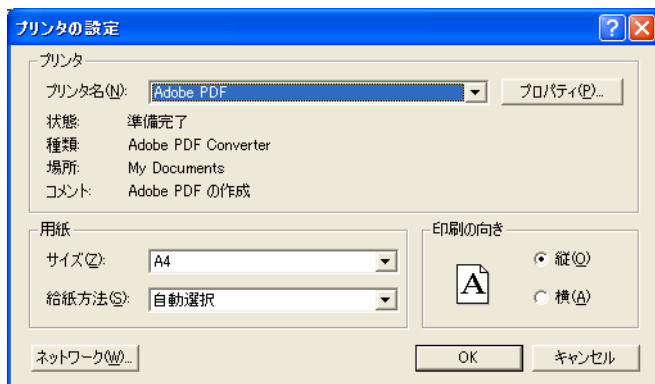 プリンタの設定
プリンタ
プリンタ名(N): Adobe PDF プロパティ(P)...
状態: 準備完了
種類: Adobe PDF Converter
場所: My Documents
コメント: Adobe PDF の作成
用紙
サイズ(Z): A4
給紙方法(S): 自動選択
印刷の向き
A
縦(O)
横(A)
ネットワーク(W)... OK キャンセル